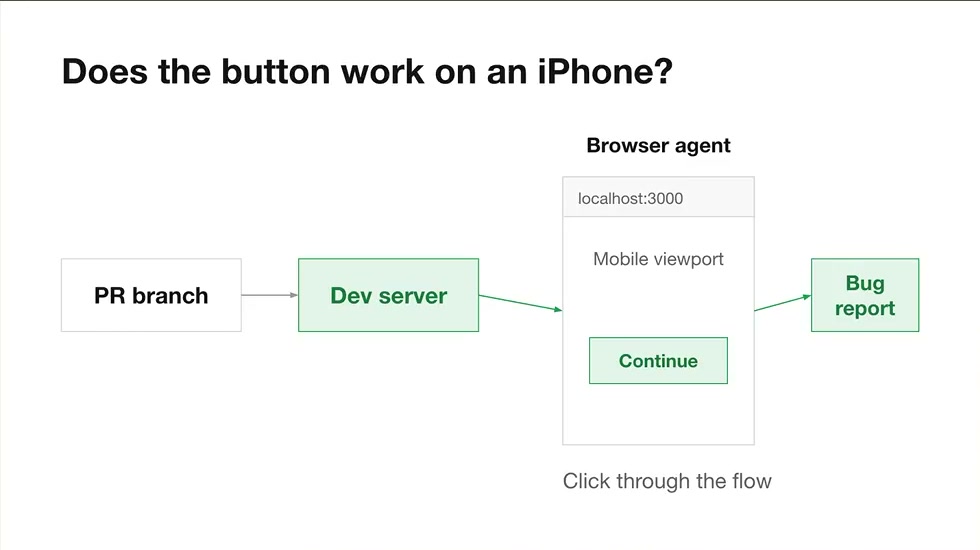 Does the button work on an iPhone?
Browser agent
localhost:3000
Mobile viewport
PR branch
Dev server
Bug
report
Continue
Click through the flow